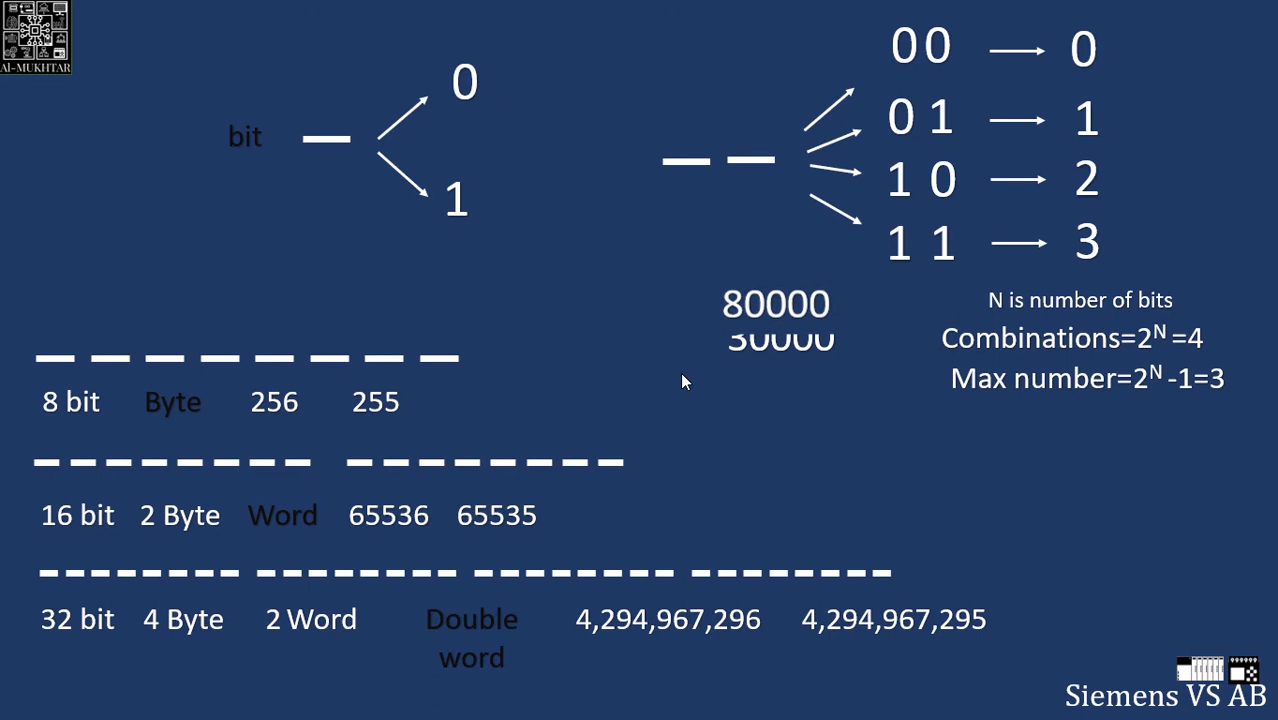 AI-MUKHTAR
bit
0
1
00 0
01 1
10 2
11 3
80000
30000
N is number of bits
Combinations=2ᴺ =4
Max number=2ᴺ -1=3
8 bit Byte 256 255
16 bit 2 Byte Word 65536 65535
32 bit 4 Byte 2 Word Double word 4,294,967,296 4,294,967,295
Siemens VS AB